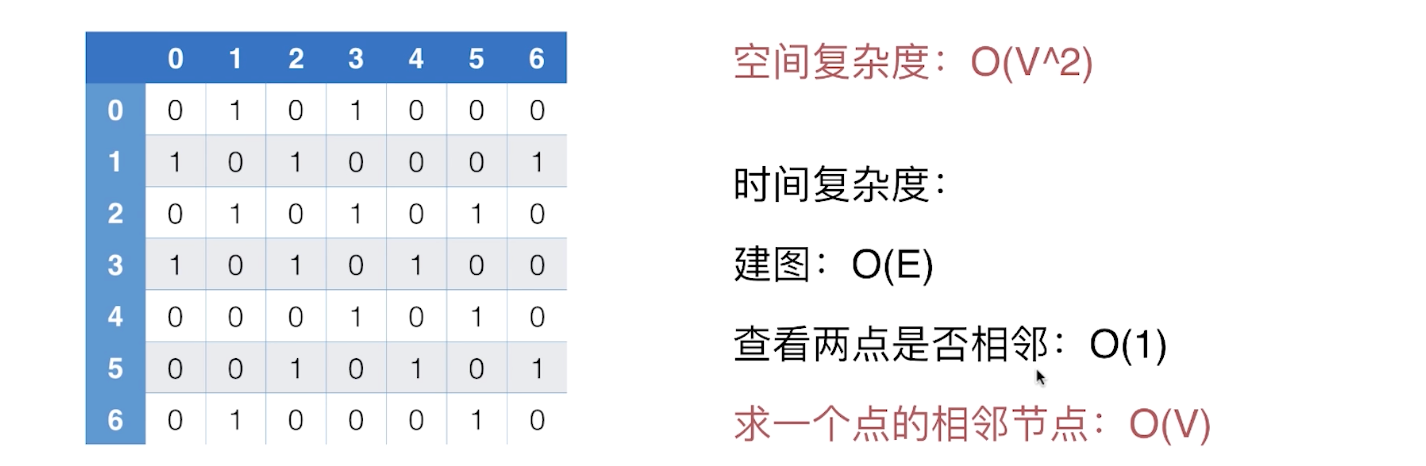 0 1 2 3 4 5 6
0 0 1 0 1 0 0 0
1 1 0 1 0 0 0 1
2 0 1 0 1 0 1 0
3 1 0 1 0 1 0 0
4 0 0 0 1 0 1 0
5 0 0 1 0 1 0 1
6 0 1 0 0 0 1 0
空间复杂度：O(V^2)
时间复杂度：
建图：O(E)
查看两点是否相邻：O(1)
求一个点的相邻节点：O(V)